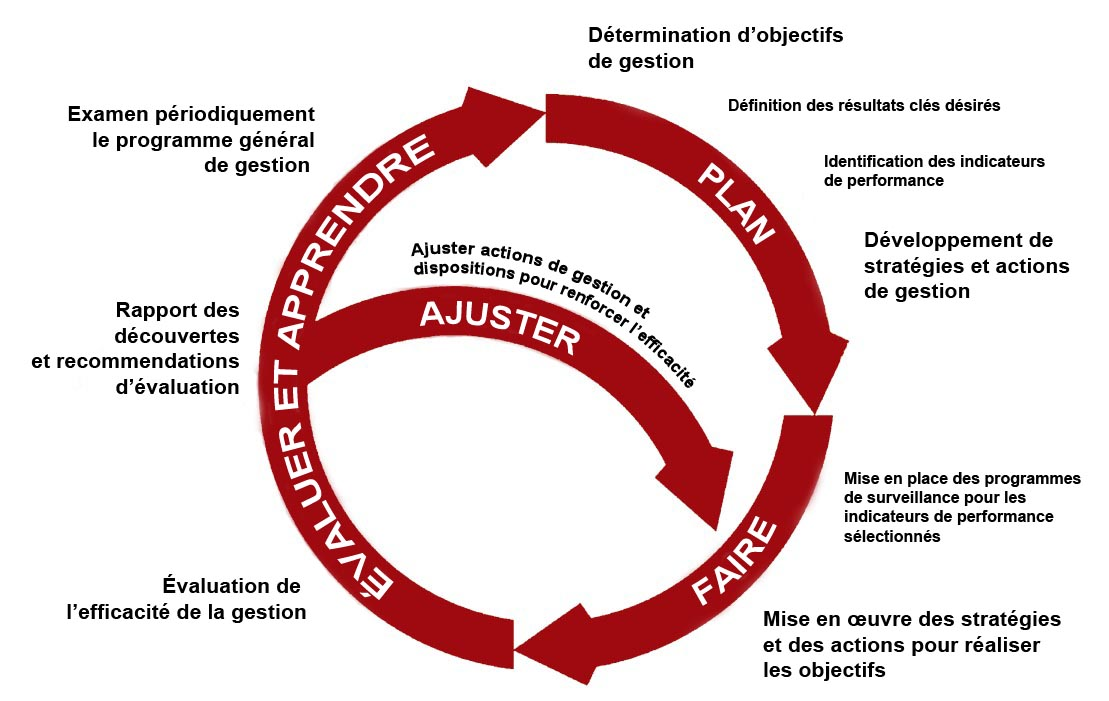 Détermination d’objectifs
de gestion
Définition des résultats clés désirés
Identification des indicateurs
de performance
PLAN
Développement de
stratégies et actions
de gestion
Mise en place des programmes
de surveillance pour les
indicateurs de performance
sélectionnés
FAIRE
Mise en œuvre des stratégies
et des actions pour réaliser
les objectifs
Évaluation de
l’efficacité de la gestion
ÉVALUER ET APPRENDRE
Rapport des
découvertes
et recommendations
d’évaluation
Examen périodiquement
le programme général
de gestion
Ajuster actions de gestion et
dispositions pour renforcer l’efficacité
AJUSTER